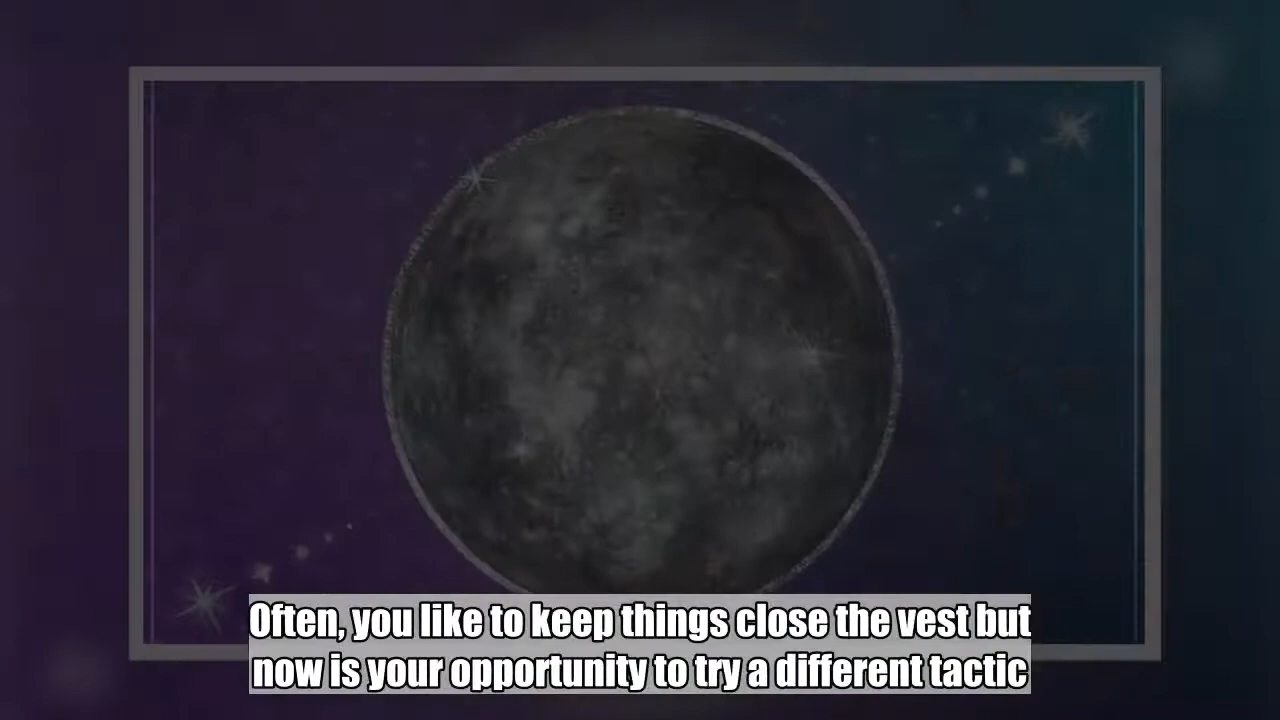 Often, you like to keep things close the vest but
now is your opportunity to try a different tactic